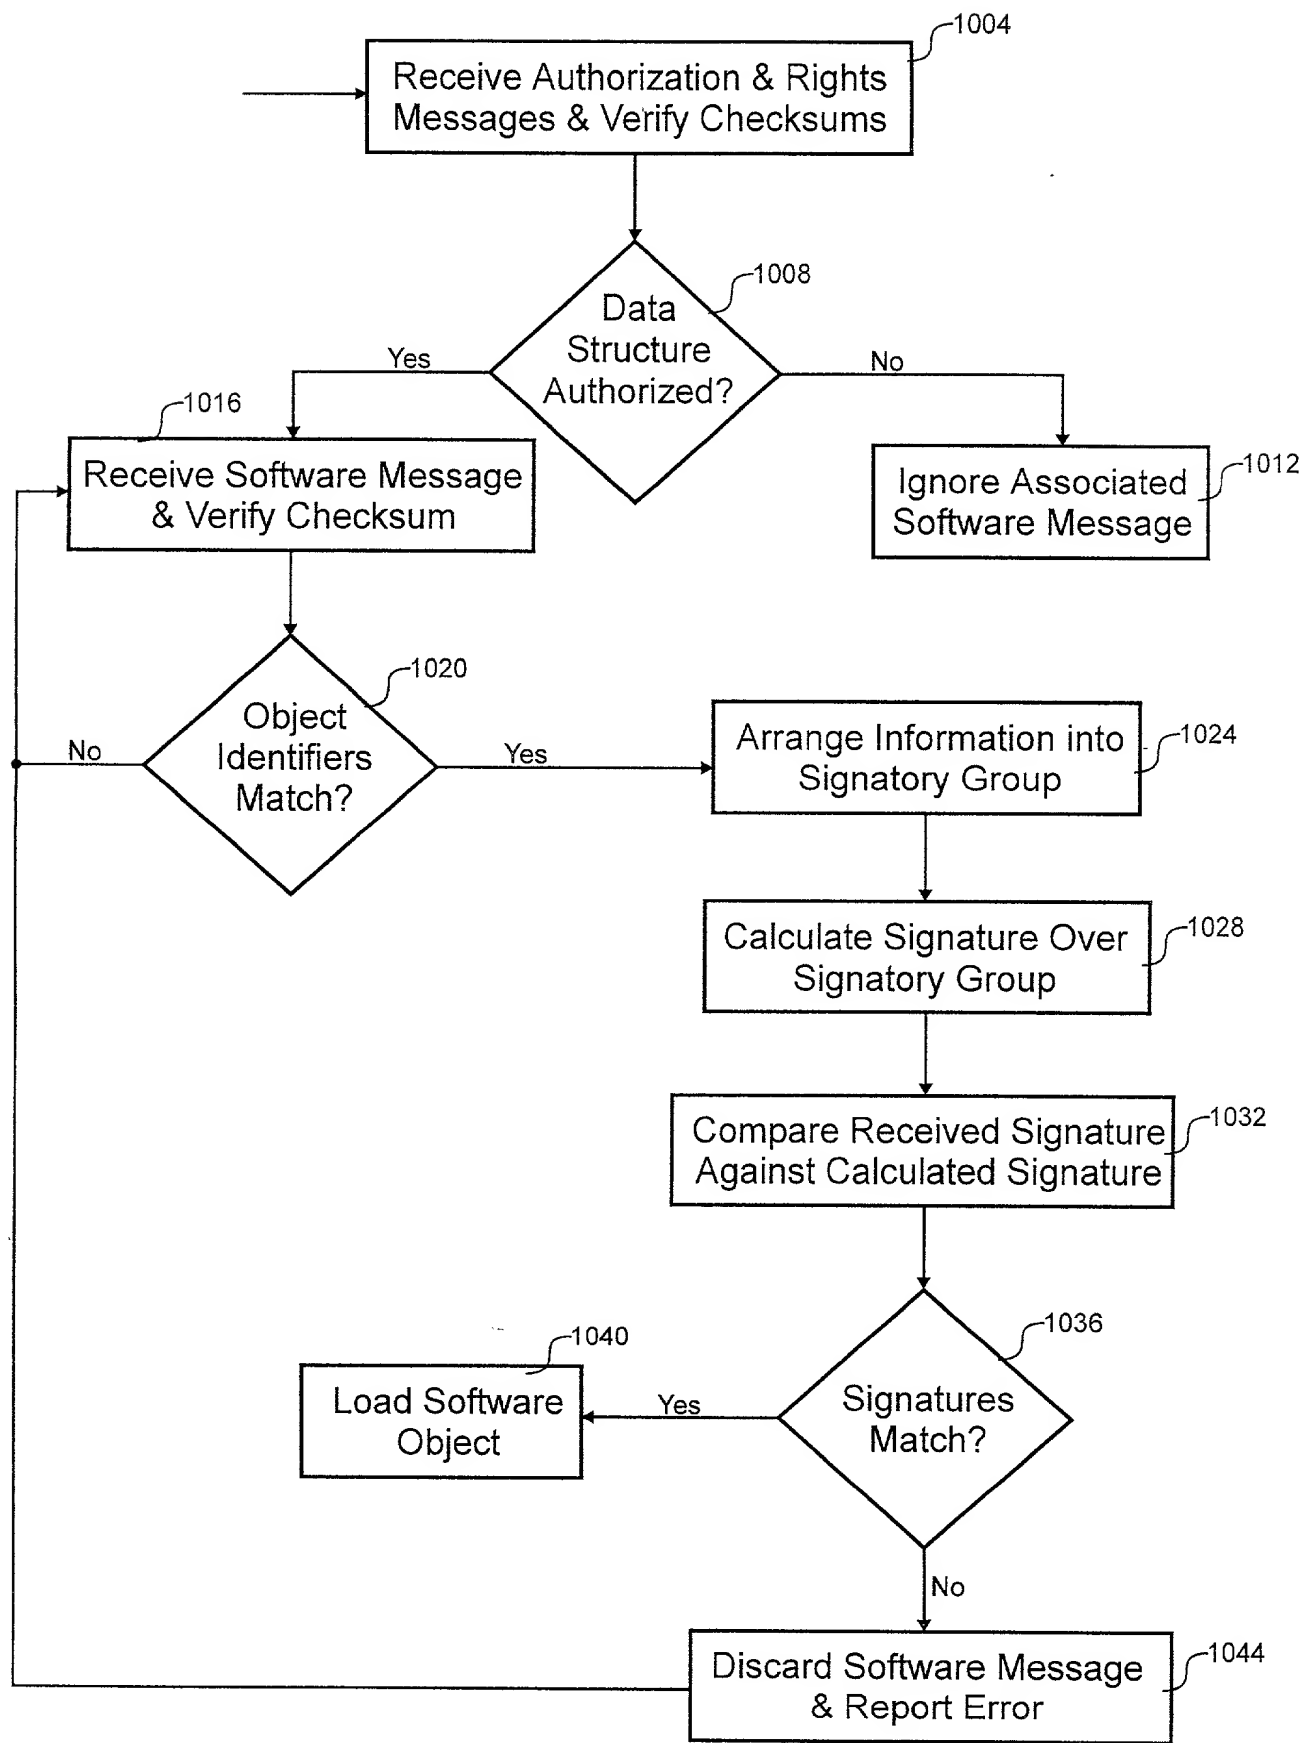 1004
Receive Authorization & Rights
Messages & Verify Checksums
1008
Data
Structure
Authorized?
Yes
No
1016
Receive Software Message
& Verify Checksum
1012
Ignore Associated
Software Message
1020
Object
Identifiers
Match?
No
Yes
1024
Arrange Information into
Signatory Group
1028
Calculate Signature Over
Signatory Group
1032
Compare Received Signature
Against Calculated Signature
1036
Signatures
Match?
1040
Load Software
Object
Yes
No
1044
Discard Software Message
& Report Error